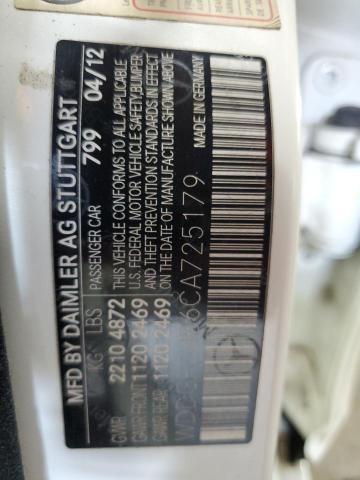 MFD BY DAIMLER AG STUTTGART
PASSENGER CAR 799 04/12
KG LBS
GVWR 2210 4872
GAWR FRONT 1120 2469
GAWR REAR 1120 2469
THIS VEHICLE CONFORMS TO ALL APPLICABLE
U.S. FEDERAL MOTOR VEHICLE SAFETY, BUMPER
AND THEFT PREVENTION STANDARDS IN EFFECT
ON THE DATE OF MANUFACTURE SHOWN ABOVE
MADE IN GERMANY
6CA725179